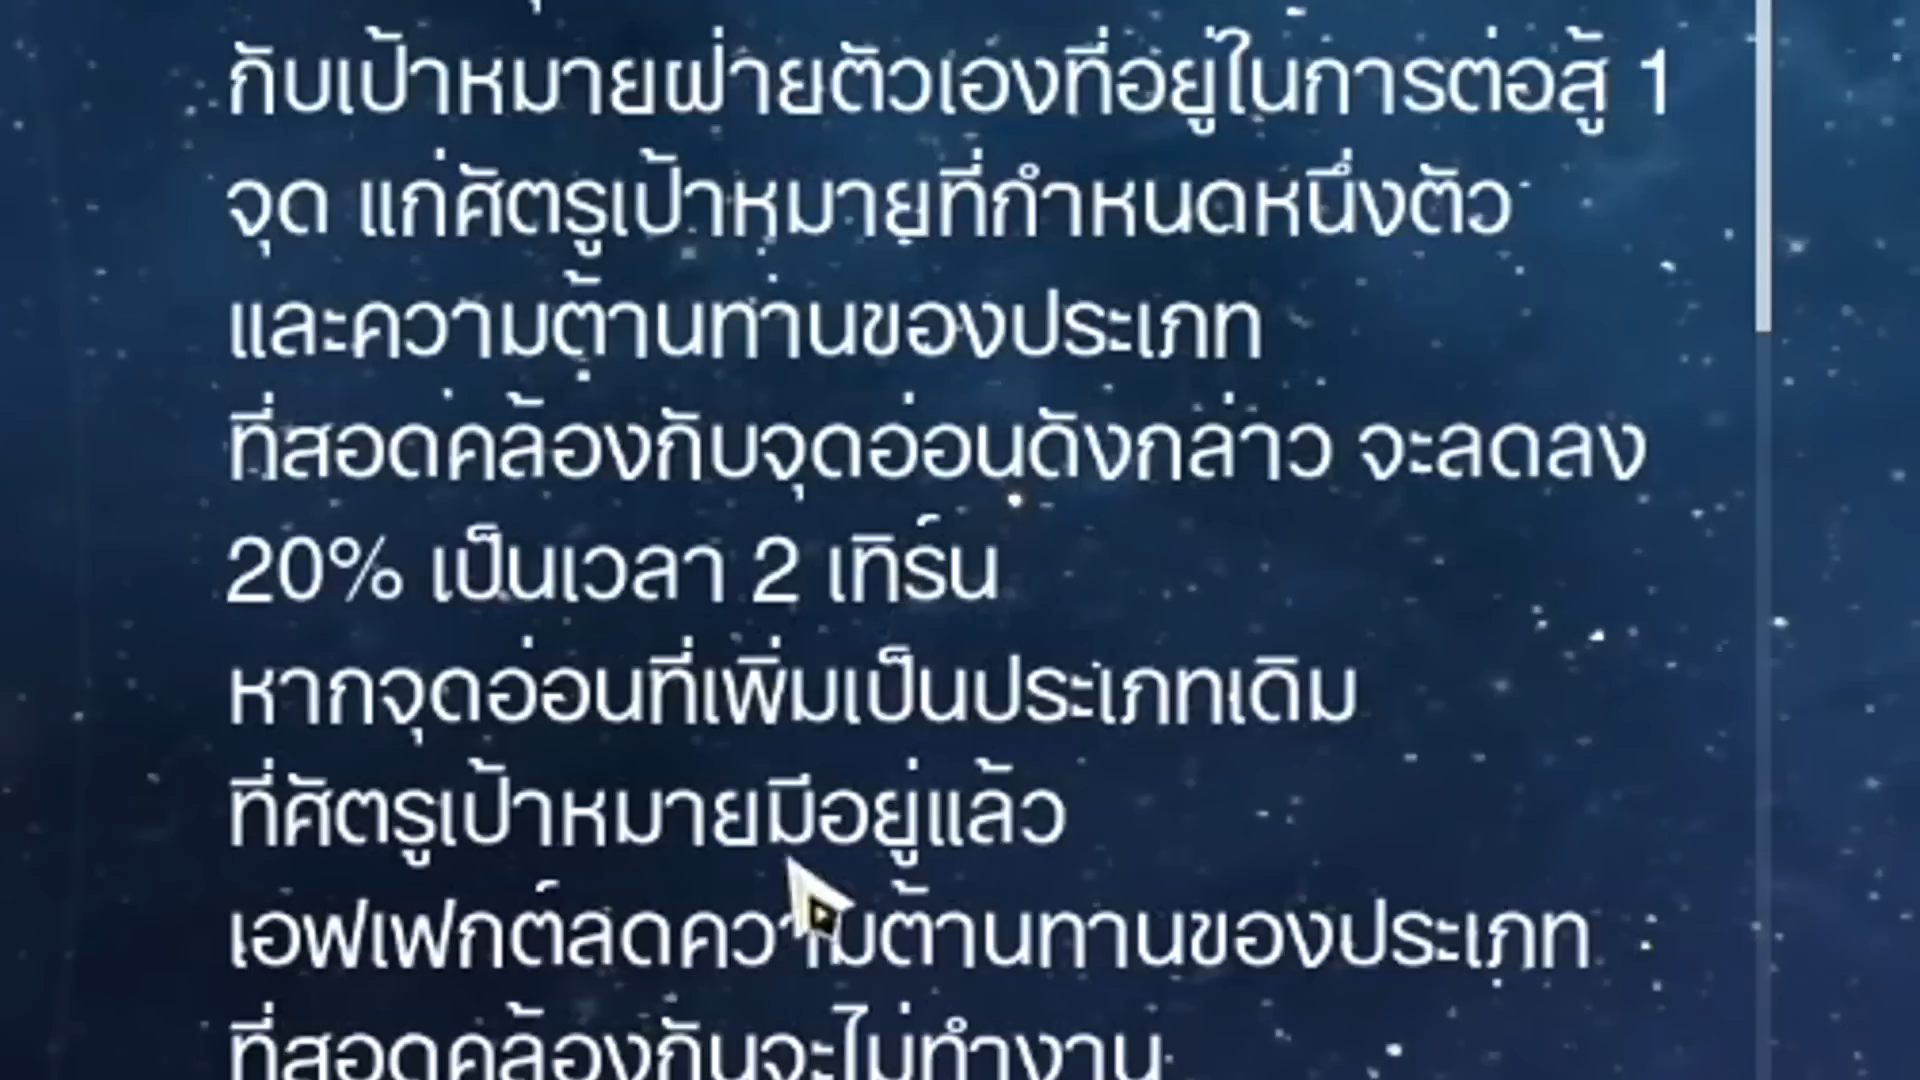 กับเป้าหมายฝ่ายตัวเองที่อยู่ในการต่อสู้ 1
จุด แก่ศัตรูเป้าหมายที่กำหนดหนึ่งตัว
และความต้านทานของประเภท
ที่สอดคล้องกับจุดอ่อนดังกล่าว จะลดลง
20% เป็นเวลา 2 เทิร์น
หากจุดอ่อนที่เพิ่มเป็นประเภทเดิม
ที่ศัตรูเป้าหมายมีอยู่แล้ว
เอฟเฟกต์ลดความต้านทานของประเภท
ที่สอดคล้องกันจะไม่ทำงาน